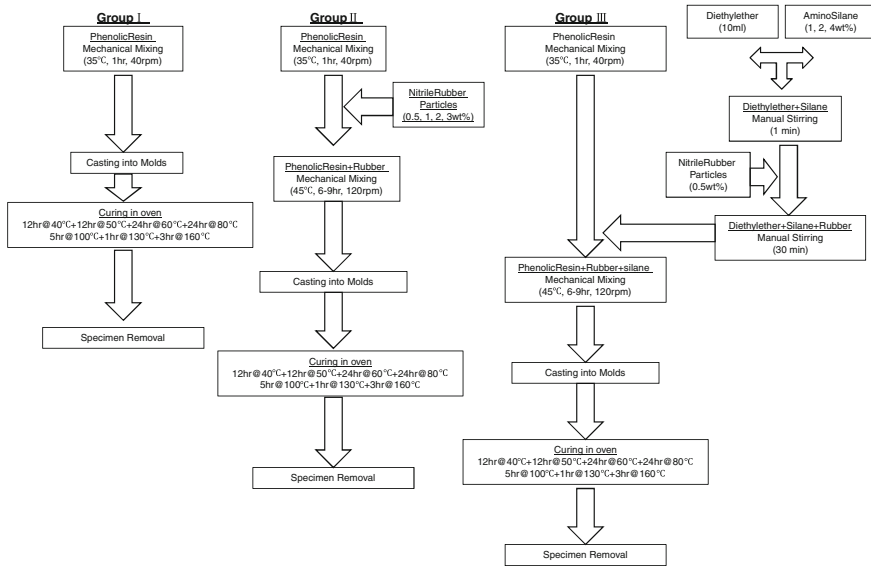 Group Ⅰ
PhenolicResin
Mechanical Mixing
(35℃, 1hr, 40rpm)
Casting into Molds
Curing in oven
12hr@40℃+12hr@50℃+24hr@60℃+24hr@80℃
5hr@100℃+1hr@130℃+3hr@160℃
Specimen Removal
Group Ⅱ
PhenolicResin
Mechanical Mixing
(35℃, 1hr, 40rpm)
NitrileRubber
Particles
(0.5, 1, 2, 3wt%)
PhenolicResin+Rubber
Mechanical Mixing
(45℃, 6-9hr, 120rpm)
Casting into Molds
Curing in oven
12hr@40℃+12hr@50℃+24hr@60℃+24hr@80℃
5hr@100℃+1hr@130℃+3hr@160℃
Specimen Removal
Group Ⅲ
PhenolicResin
Mechanical Mixing
(35℃, 1hr, 40rpm)
Diethylether
(10ml)
AminoSilane
(1, 2, 4wt%)
Diethylether+Silane
Manual Stirring
(1 min)
NitrileRubber
Particles
(0.5wt%)
Diethylether+Silane+Rubber
Manual Stirring
(30 min)
PhenolicResin+Rubber+silane
Mechanical Mixing
(45℃, 6-9hr, 120rpm)
Casting into Molds
Curing in oven
12hr@40℃+12hr@50℃+24hr@60℃+24hr@80℃
5hr@100℃+1hr@130℃+3hr@160℃
Specimen Removal